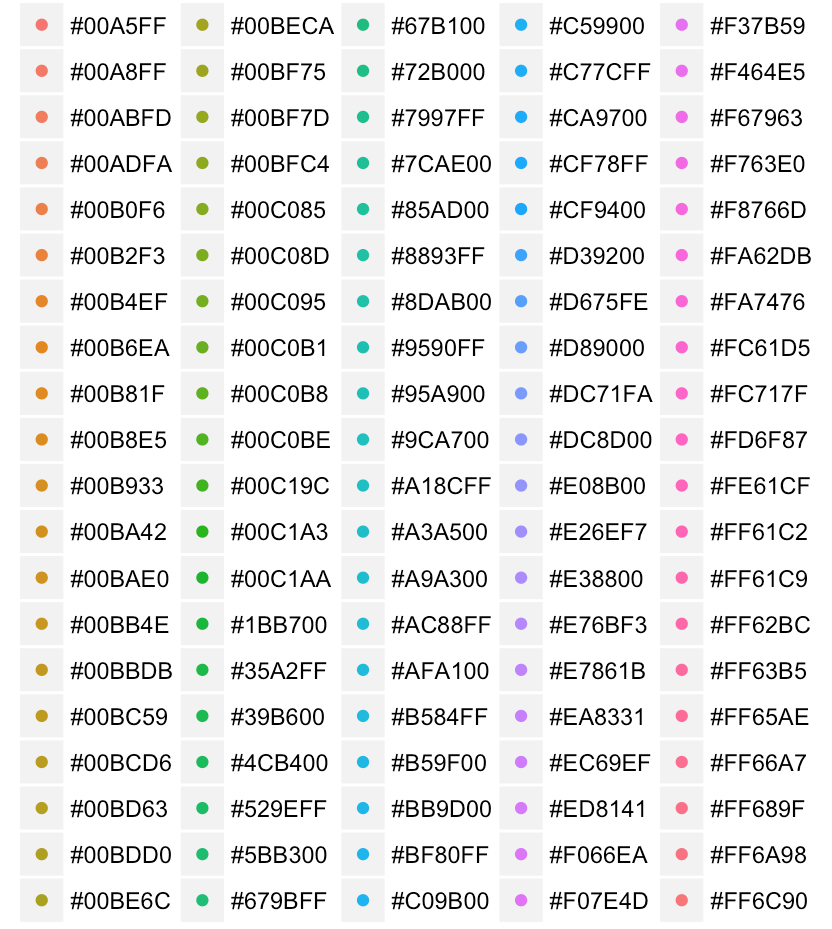 #00A5FF #00BECA #67B100 #C59900 #F37B59
#00A8FF #00BF75 #72B000 #C77CFF #F464E5
#00ABFD #00BF7D #7997FF #CA9700 #F67963
#00ADFA #00BFC4 #7CAE00 #CF78FF #F763E0
#00B0F6 #00C085 #85AD00 #CF9400 #F8766D
#00B2F3 #00C08D #8893FF #D39200 #FA62DB
#00B4EF #00C095 #8DAB00 #D675FE #FA7476
#00B6EA #00C0B1 #9590FF #D89000 #FC61D5
#00B81F #00C0B8 #95A900 #DC71FA #FC717F
#00B8E5 #00C0BE #9CA700 #DC8D00 #FD6F87
#00B933 #00C19C #A18CFF #E08B00 #FE61CF
#00BA42 #00C1A3 #A3A500 #E26EF7 #FF61C2
#00BAE0 #00C1AA #A9A300 #E38800 #FF61C9
#00BB4E #1BB700 #AC88FF #E76BF3 #FF62BC
#00BBDB #35A2FF #AFA100 #E7861B #FF63B5
#00BC59 #39B600 #B584FF #EA8331 #FF65AE
#00BCD6 #4CB400 #B59F00 #EC69EF #FF66A7
#00BD63 #529EFF #BB9D00 #ED8141 #FF689F
#00BDD0 #5BB300 #BF80FF #F066EA #FF6A98
#00BE6C #679BFF #C09B00 #F07E4D #FF6C90